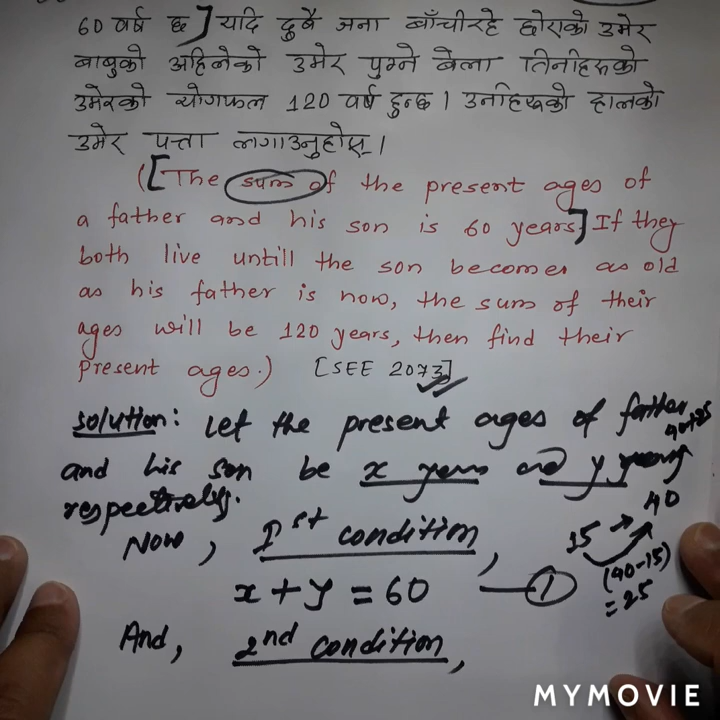 60 वर्ष छ] यदि दुबै जना बाँचीरहे छोराको उमेर
बाबुको अहिलेको उमेर पुग्ने बेला तिनीहरुको
उमेरको योगफल 120 वर्ष हुन्छ। उनीहरुको हालको
उमेर पत्ता लगाउनुहोस्।
([The sum of the present ages of
a father and his son is 60 years.] If they
both live untill the son becomes as old
as his father is now, the sum of their
ages will be 120 years, then find their
present ages.) [SEE 2073]
solution: Let the present ages of father
40+25
and his son be x years and y years
respectively.
40
Now, 1st condition,
15 →
(40-15)
= 25
x + y = 60 —— ①
And, 2nd condition,
MYMOVIE